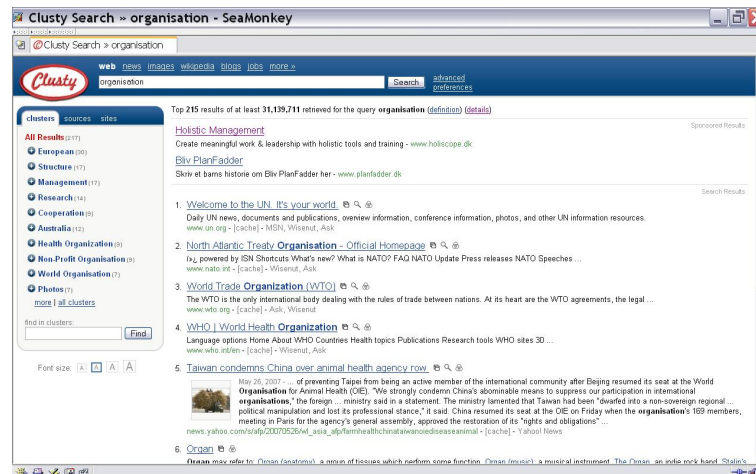 Clusty Search » organisation - SeaMonkey
Clusty Search » organisation
Clusty
web news images wikipedia blogs jobs more »
organisation
Search
advanced
preferences
clusters sources sites
All Results (217)
European (30)
Structure (17)
Management (17)
Research (14)
Cooperation (9)
Australia (12)
Health Organization (9)
Non-Profit Organisation (9)
World Organisation (7)
Photos (7)
more | all clusters
find in clusters:
Find
Font size: A A A A
Top 215 results of at least 31,139,711 retrieved for the query organisation (definition) (details)
Sponsored Results
Holistic Management
Create meaningful work & leadership with holistic tools and training - www.holiscope.dk
Bliv PlanFadder
Skriv et barns historie om Bliv PlanFadder her - www.planfadder.dk
Search Results
1. Welcome to the UN. It's your world.
Daily UN news, documents and publications, overview information, conference information, photos, and other UN information resources.
www.un.org - [cache] - MSN, Wisenut, Ask
2. North Atlantic Treaty Organisation - Official Homepage
ï»¿ powered by ISN Shortcuts What's new? What is NATO? FAQ NATO Update Press releases NATO Speeches ...
www.nato.int - [cache] - Wisenut, Ask
3. World Trade Organization (WTO)
The WTO is the only international body dealing with the rules of trade between nations. At its heart are the WTO agreements, the legal ...
www.wto.org - [cache] - Ask, Wisenut
4. WHO | World Health Organization
Language options Home About WHO Countries Health topics Publications Research tools WHO sites 30 ...
www.who.int/en - [cache] - Wisenut, Ask
5. Taiwan condemns China over animal health agency row
May 26, 2007 - ... of preventing Taipei from being an active member of the international community after Beijing resumed its seat at the World
Organisation for Animal Health (OIE). "We strongly condemn China's abominable means to suppress our participation in international
organisations," the foreign ... ministry said in a statement. The ministry lamented that Taiwan had been "dwarfed into a non-sovereign regional ...
political manipulation and lost its professional stance," it said. China resumed its seat at the OIE on Friday when the organisation's 169 members,
meeting in Paris for the agency's general assembly, approved the restoration of its "rights and obligations" ...
news.yahoo.com/s/afp/20070526/wl_asia_afp/farmhealthchinataiwanoiediseaseanimal - [cache] - Yahoo! News
6. Organ
Organ may refer to: Organ (anatomy), a group of tissues which perform some function. Organ (music), a musical instrument. The Organ, an indie rock band. Stalin's